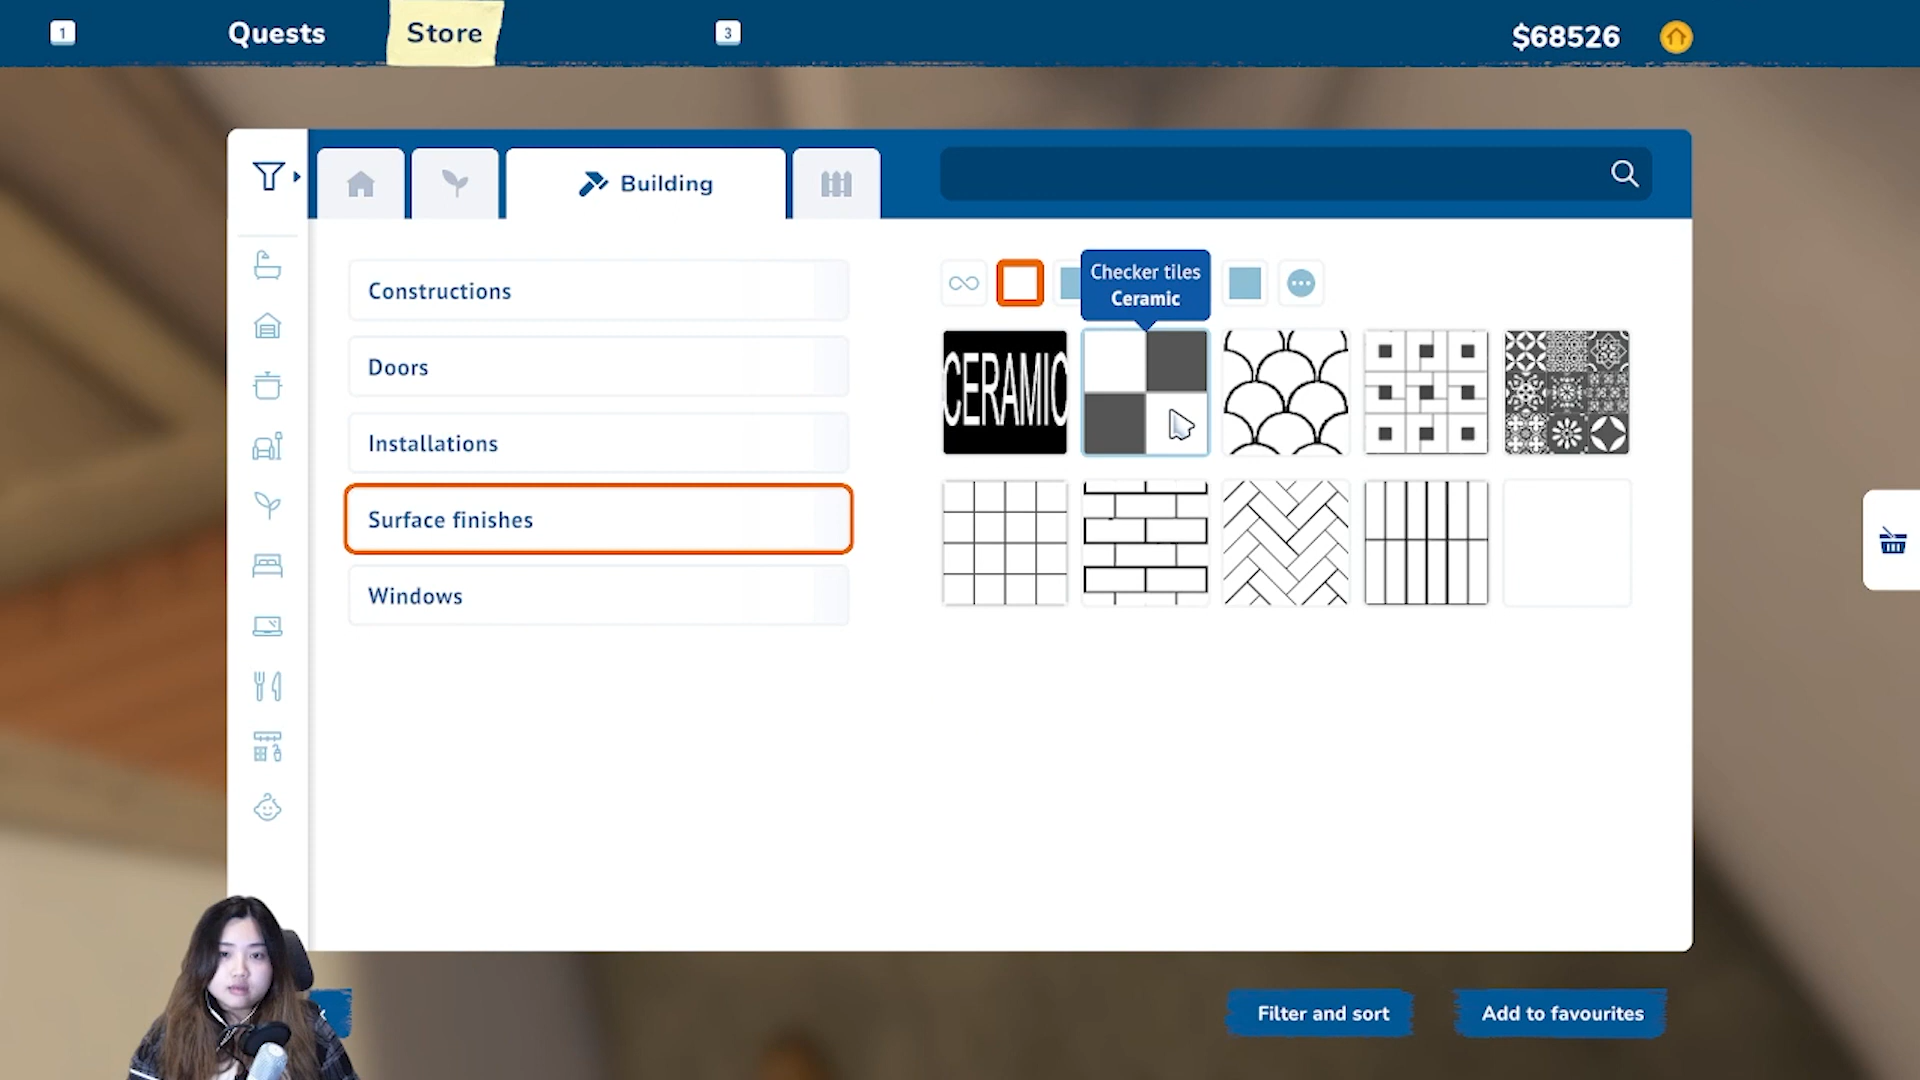 1
Quests
Store
3
$68526
Building
Constructions
Doors
Installations
Surface finishes
Windows
Checker tiles
Ceramic
CERAMIC
Filter and sort
Add to favourites